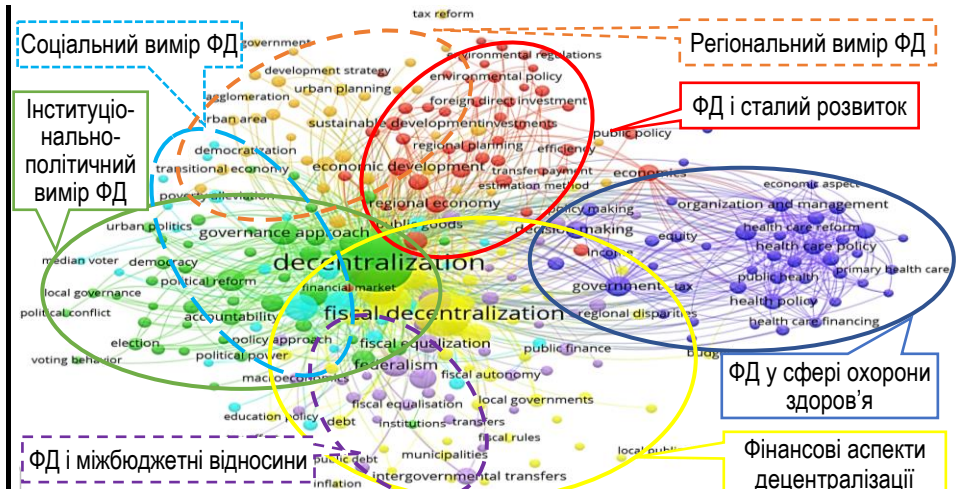 tax reform
Соціальний вимір ФД
government
Регіональний вимір ФД
environmental regulations
development strategy
environmental policy
urban planning
agglomeration
foreign direct investment
ФД і сталий розвиток
Інституціо-
нально-
політичний
вимір ФД
urban area
sustainable development
investments
public policy
democratization
regional planning
efficiency
transitional economy
economic development
transfer payment
economics
estimation method
economic aspect
poverty alleviation
regional economy
policy making
organization and management
urban politics
governance approach
public goods
decision making
health care reform
equity
health care policy
median voter
democracy
decentralization
income
primary health care
political reform
public health
local governance
financial market
government
tax
health policy
political conflict
accountability
fiscal decentralization
regional disparities
health care financing
election
policy approach
fiscal equalization
public finance
voting behavior
political power
federalism
macroeconomics
fiscal autonomy
ФД у сфері охорони
здоров’я
fiscal equalisation
local governments
education policy
debt
institutions
transfers
fiscal rules
ФД і міжбюджетні відносини
public debt
municipalities
Фінансові аспекти
децентралізації
inflation
intergovernmental transfers